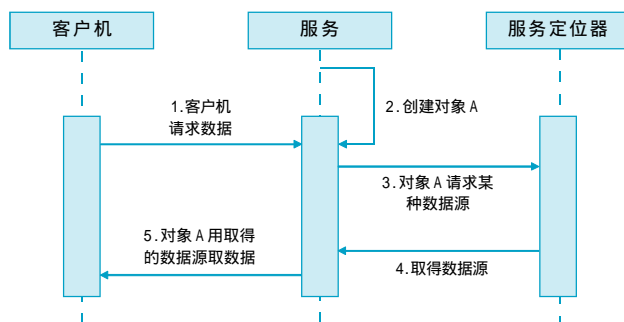 客户机
服务
服务定位器
1.客户机
请求数据
2.创建对象 A
3.对象 A 请求某
种数据源
5.对象 A 用取得
的数据源取数据
4.取得数据源